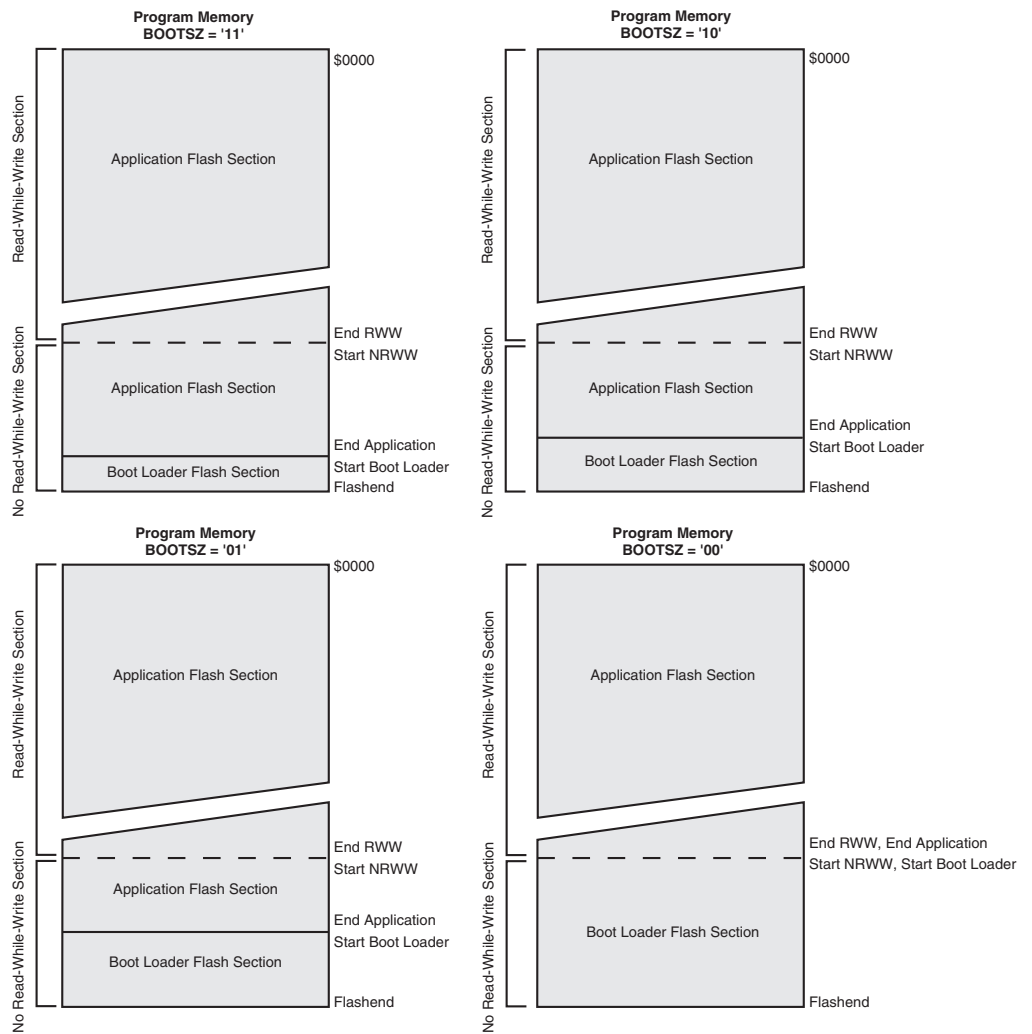 Program Memory
BOOTSZ = '11'
$0000
Read-While-Write Section
Application Flash Section
End RWW
Start NRWW
No Read-While-Write Section
Application Flash Section
End Application
Start Boot Loader
Boot Loader Flash Section
Flashend
Program Memory
BOOTSZ = '10'
$0000
Read-While-Write Section
Application Flash Section
End RWW
Start NRWW
No Read-While-Write Section
Application Flash Section
End Application
Start Boot Loader
Boot Loader Flash Section
Flashend
Program Memory
BOOTSZ = '01'
$0000
Read-While-Write Section
Application Flash Section
End RWW
Start NRWW
No Read-While-Write Section
Application Flash Section
End Application
Start Boot Loader
Boot Loader Flash Section
Flashend
Program Memory
BOOTSZ = '00'
$0000
Read-While-Write Section
Application Flash Section
End RWW, End Application
Start NRWW, Start Boot Loader
No Read-While-Write Section
Boot Loader Flash Section
Flashend